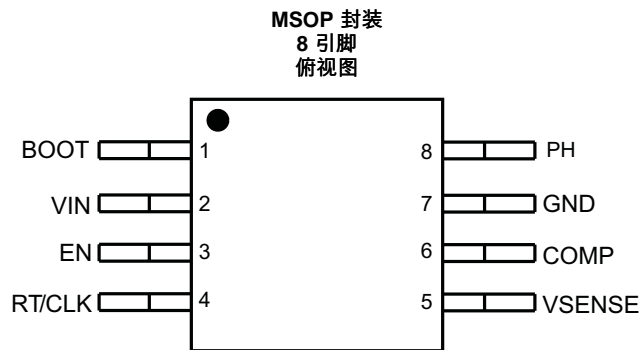 MSOP 封装
8 引脚
俯视图
BOOT 1 8 PH
VIN 2 7 GND
EN 3 6 COMP
RT/CLK 4 5 VSENSE